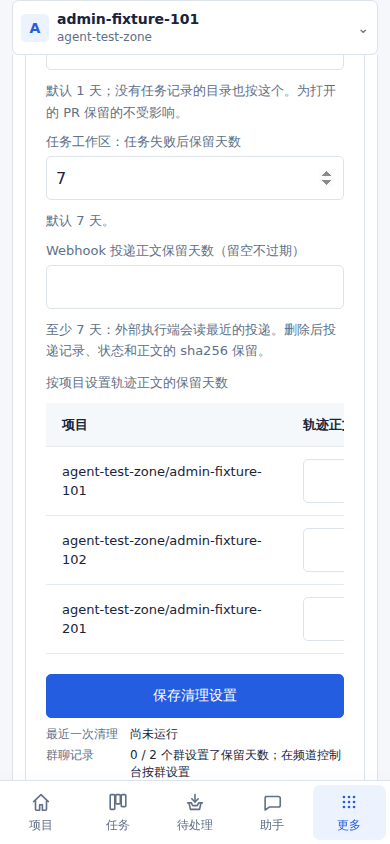 A
admin-fixture-101
agent-test-zone
默认 1 天；没有任务记录的目录也按这个。为打开
的 PR 保留的不受影响。
任务工作区：任务失败后保留天数
7
默认 7 天。
Webhook 投递正文保留天数（留空不过期）
至少 7 天：外部执行端会读最近的投递。删除后投
递记录、状态和正文的 sha256 保留。
按项目设置轨迹正文的保留天数
项目 轨迹正
agent-test-zone/admin-fixture-
101
agent-test-zone/admin-fixture-
102
agent-test-zone/admin-fixture-
201
保存清理设置
最近一次清理 尚未运行
群聊记录 0 / 2 个群设置了保留天数；在频道控制
台按群设置
项目 任务 待处理 助手 更多